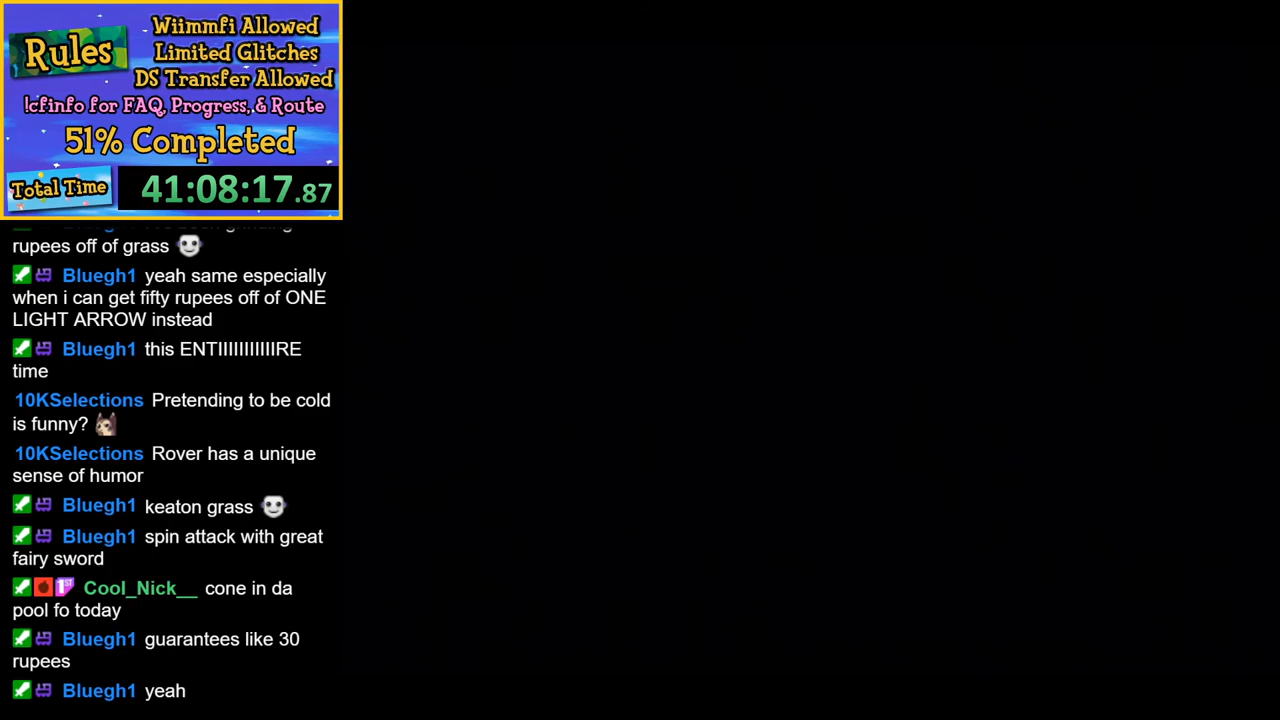 Rules
Wiimmfi Allowed
Limited Glitches
DS Transfer Allowed
!cfinfo for FAQ, Progress, & Route
51% Completed
Total Time
41:08:17.87
rupees off of grass
Bluegh1 yeah same especially
when i can get fifty rupees off of ONE
LIGHT ARROW instead
Bluegh1 this ENTIIIIIIIIIIIRE
time
10KSelections Pretending to be cold
is funny?
10KSelections Rover has a unique
sense of humor
Bluegh1 keaton grass
Bluegh1 spin attack with great
fairy sword
1ST Cool_Nick__ cone in da
pool fo today
Bluegh1 guarantees like 30
rupees
Bluegh1 yeah